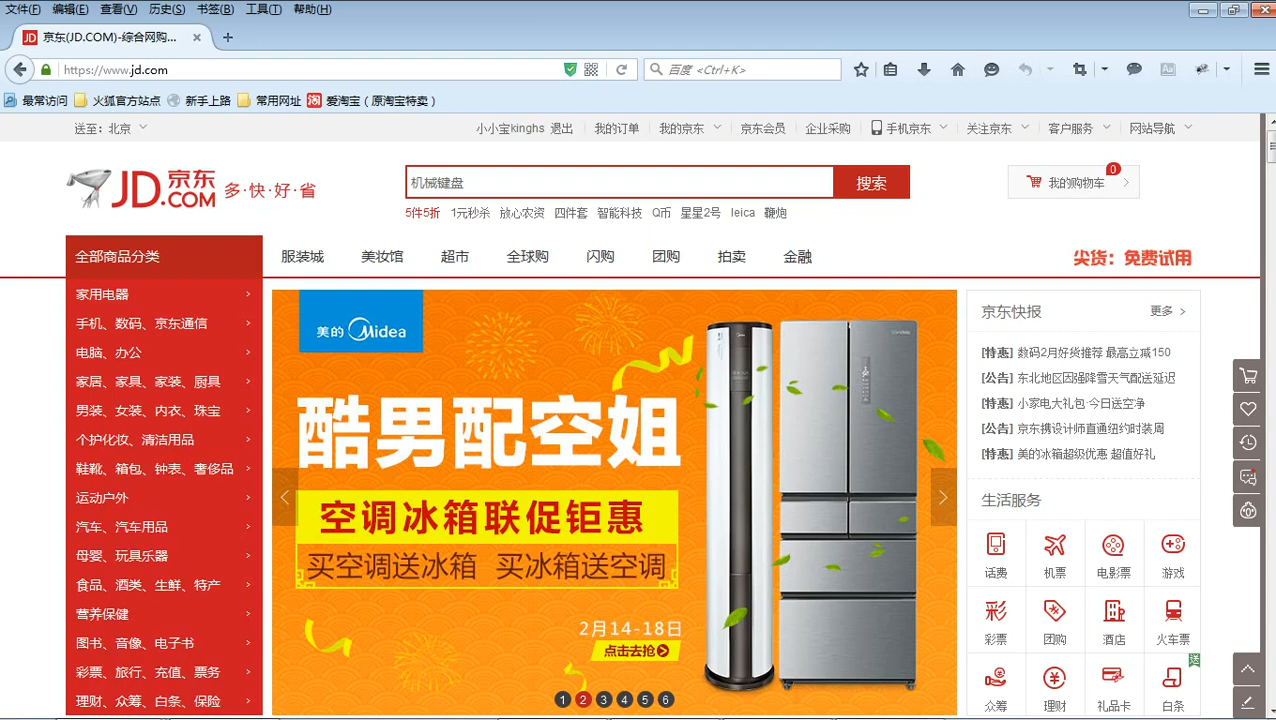 文件(F) 编辑(E) 查看(V) 历史(S) 书签(B) 工具(T) 帮助(H)
JD 京东(JD.COM)-综合网购...
https://www.jd.com
百度 <Ctrl+K>
最常访问 火狐官方站点 新手上路 常用网址 淘 爱淘宝（原淘宝特卖）
送至：北京 小小宝kinghs 退出 我的订单 我的京东 京东会员 企业采购 手机京东 关注京东 客户服务 网站导航
JD.京东.COM 多·快·好·省
机械键盘 搜索
我的购物车 0
5件5折 1元秒杀 放心农资 四件套 智能科技 Q币 星星2号 leica 鞭炮
全部商品分类 服装城 美妆馆 超市 全球购 闪购 团购 拍卖 金融 尖货：免费试用
家用电器
手机、数码、京东通信
电脑、办公
家居、家具、家装、厨具
男装、女装、内衣、珠宝
个护化妆、清洁用品
鞋靴、箱包、钟表、奢侈品
运动户外
汽车、汽车用品
母婴、玩具乐器
食品、酒类、生鲜、特产
营养保健
图书、音像、电子书
彩票、旅行、充值、票务
理财、众筹、白条、保险
美的 Midea
酷男配空姐
空调冰箱联促钜惠
买空调送冰箱 买冰箱送空调
2月14-18日
点击去抢
1 2 3 4 5 6
京东快报 更多
[特惠] 数码2月好货推荐 最高立减150
[公告] 东北地区因强降雪天气配送延迟
[特惠] 小家电大礼包·今日送空净
[公告] 京东携设计师直通纽约时装周
[特惠] 美的冰箱超级优惠 超值好礼
生活服务
话费 机票 电影票 游戏
彩票 团购 酒店 火车票
众筹 理财 礼品卡 白条